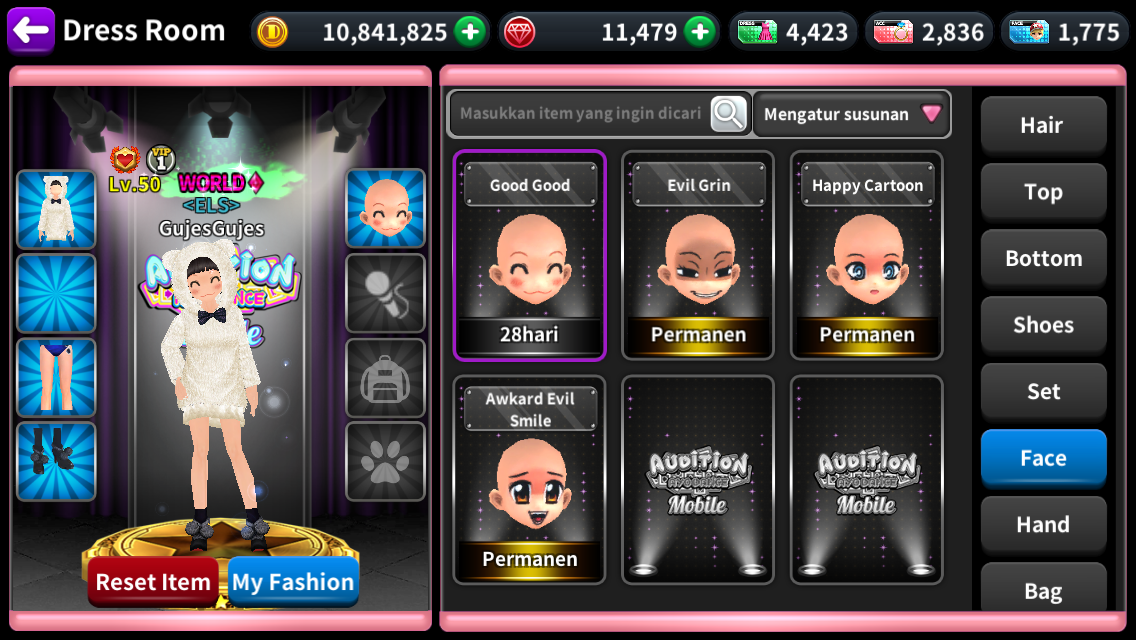 Dress Room
10,841,825
11,479
DRESS
4,423
ACC
2,836
FACE
1,775
VIP
1
Lv.50
WORLD
<ELS>
GujesGujes
Masukkan item yang ingin dicari
Mengatur susunan
Good Good
28hari
Evil Grin
Permanen
Happy Cartoon
Permanen
Awkard Evil
Smile
Permanen
AUDITION
AYODANCE
Mobile
AUDITION
AYODANCE
Mobile
Reset Item
My Fashion
Hair
Top
Bottom
Shoes
Set
Face
Hand
Bag